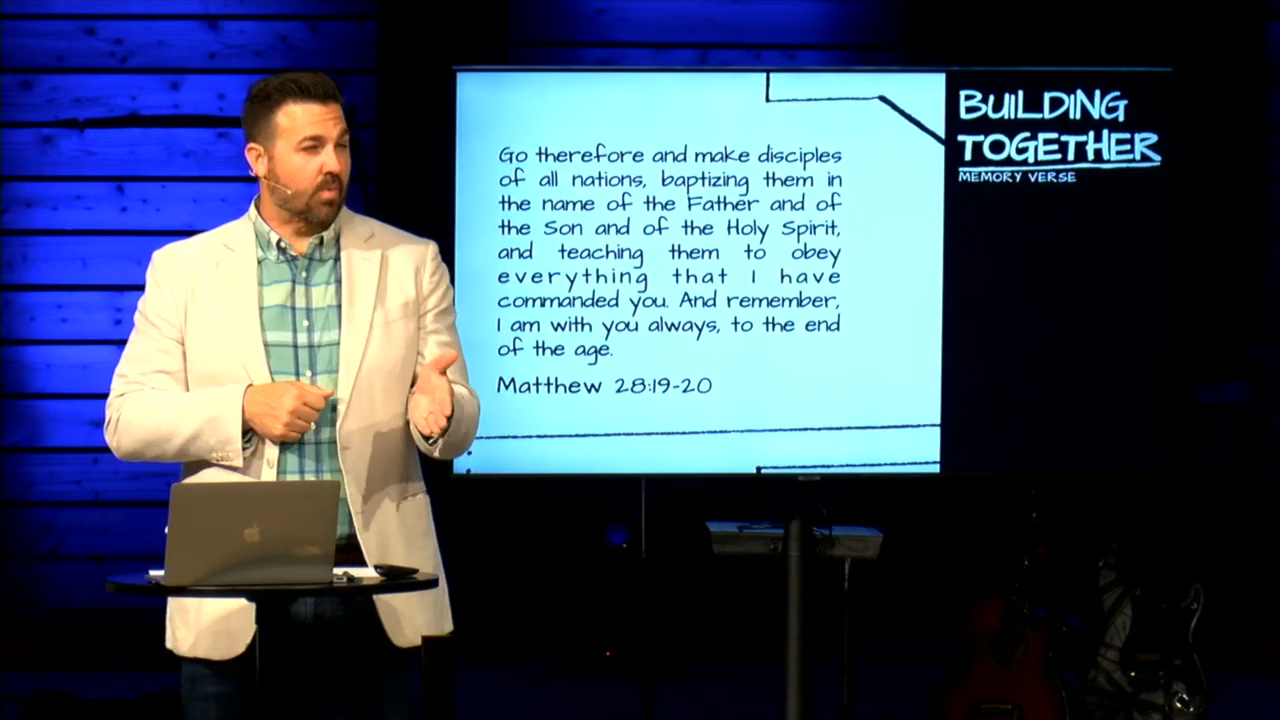 Go therefore and make disciples
of all nations, baptizing them in
the name of the Father and of
the Son and of the Holy Spirit,
and teaching them to obey
everything that I have
commanded you. And remember,
I am with you always, to the end
of the age.
Matthew 28:19-20
BUILDING
TOGETHER
MEMORY VERSE